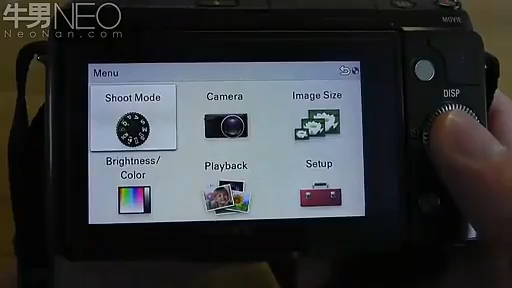 牛男NEO
NeoNan.com
MOVIE
Menu
DISP
Shoot Mode
Camera
Image Size
Brightness/
Color
Playback
Setup